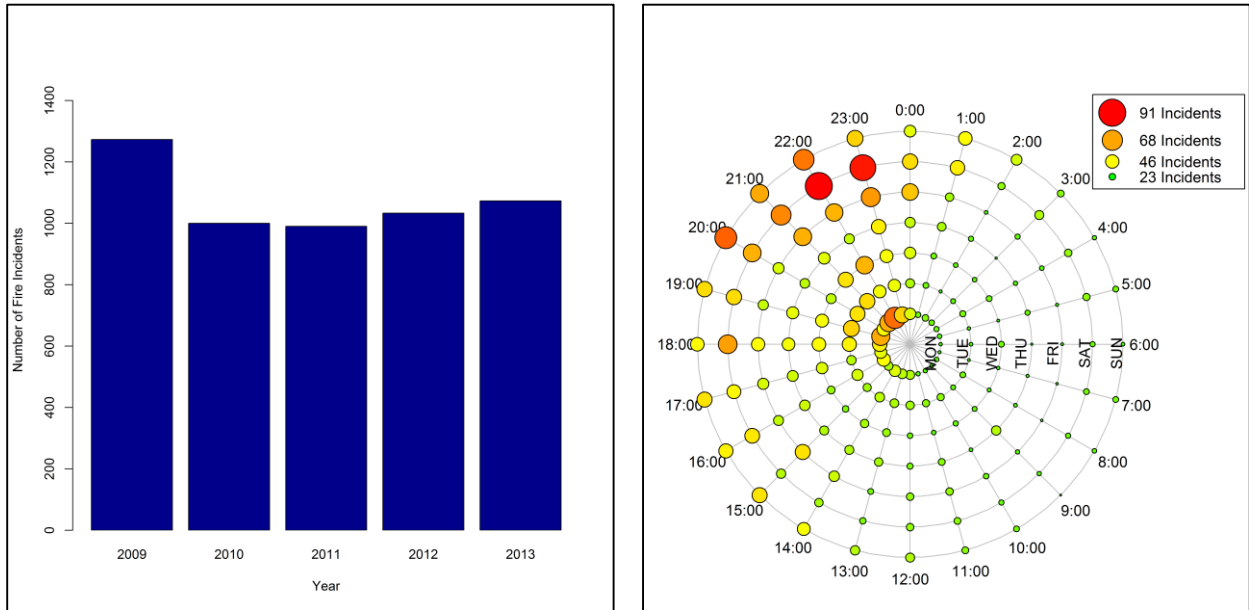 1400
1200
1000
800
600
400
200
0
Number of Fire Incidents
2009 2010 2011 2012 2013
Year
91 Incidents
68 Incidents
46 Incidents
23 Incidents
0:00
1:00
2:00
3:00
4:00
5:00
6:00
7:00
8:00
9:00
10:00
11:00
12:00
13:00
14:00
15:00
16:00
17:00
18:00
19:00
20:00
21:00
22:00
23:00
MON
TUE
WED
THU
FRI
SAT
SUN